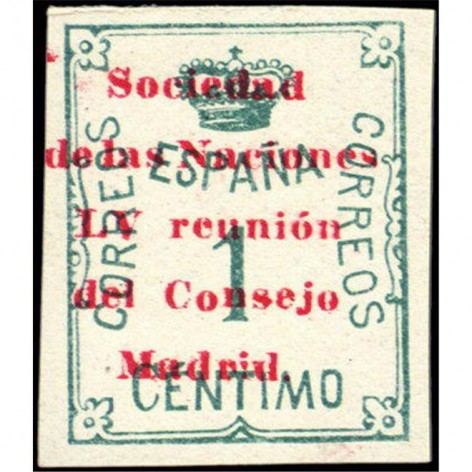 Sociedad
de las Naciones
LV reunión
del Consejo
Madrid.
CORREOS
ESPAÑA
CORREOS
1
CENTIMO